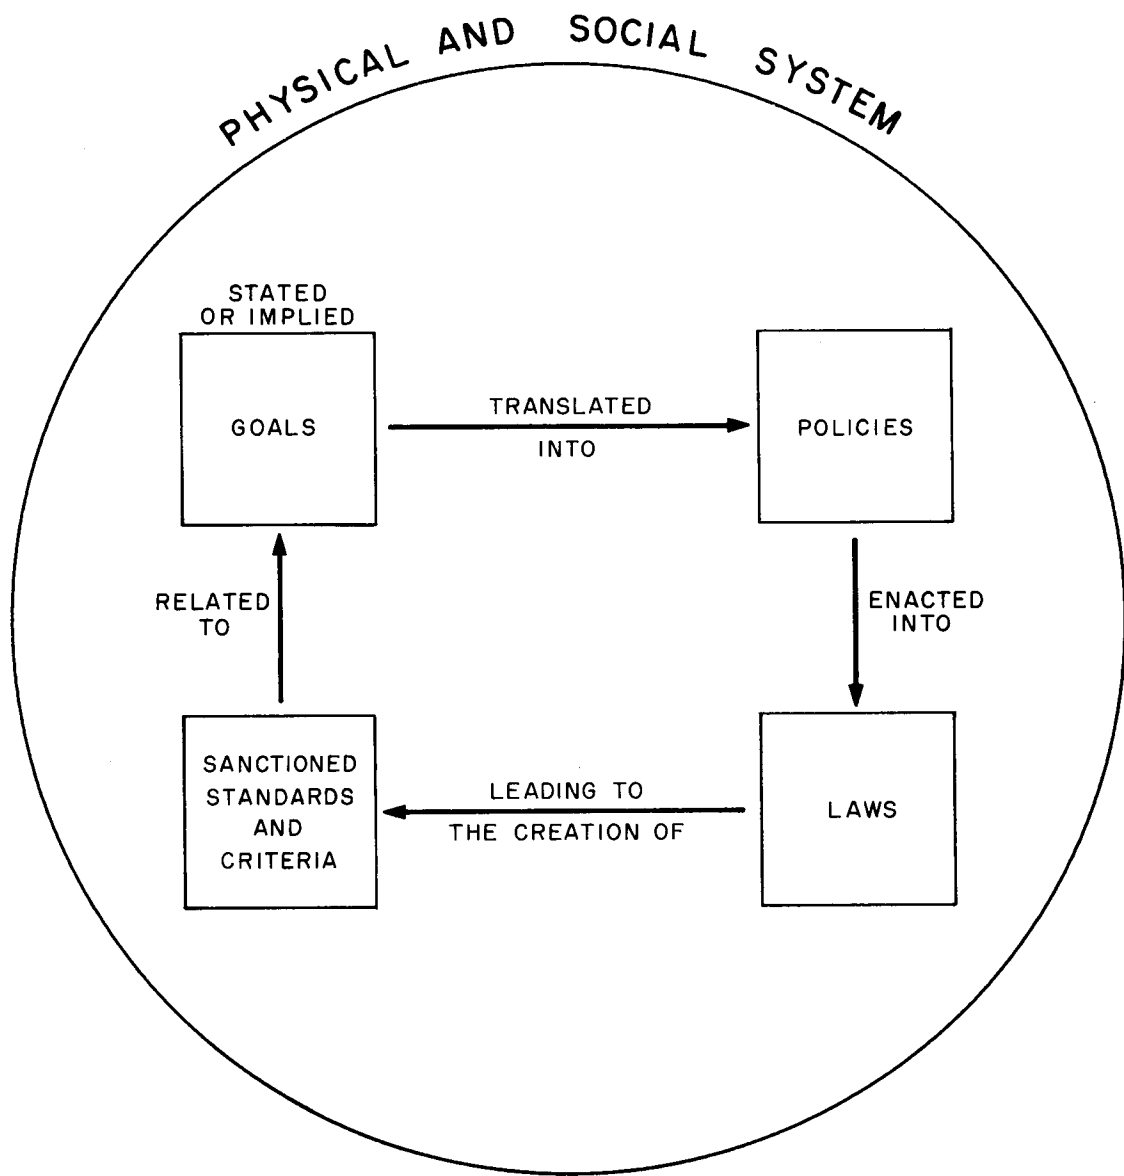 PHYSICAL AND SOCIAL SYSTEM
STATED
OR IMPLIED
GOALS
TRANSLATED
INTO
POLICIES
RELATED
TO
ENACTED
INTO
SANCTIONED
STANDARDS
AND
CRITERIA
LEADING TO
THE CREATION OF
LAWS